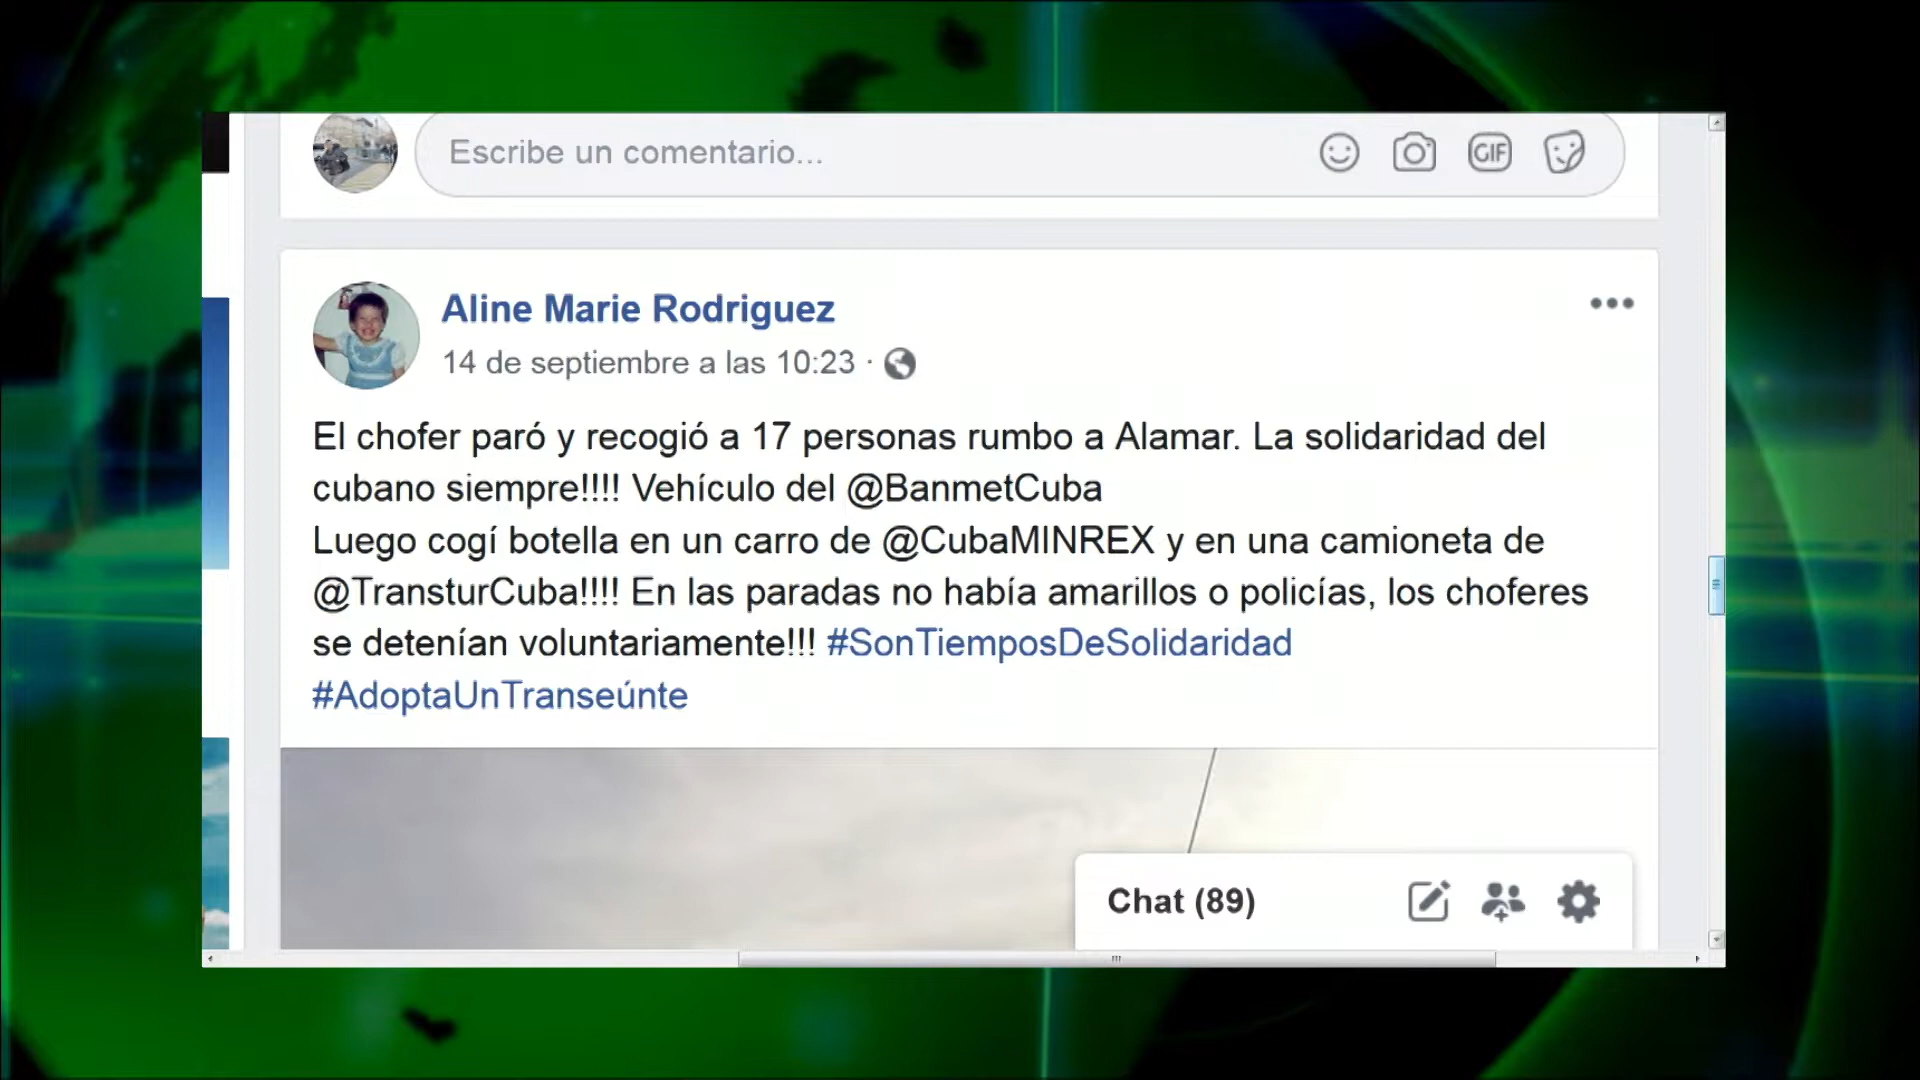 Escribe un comentario...
GIF
Aline Marie Rodriguez
14 de septiembre a las 10:23 ·
El chofer paró y recogió a 17 personas rumbo a Alamar. La solidaridad del
cubano siempre!!!! Vehículo del @BanmetCuba
Luego cogí botella en un carro de @CubaMINREX y en una camioneta de
@TransturCuba!!!! En las paradas no había amarillos o policías, los choferes
se detenían voluntariamente!!! #SonTiemposDeSolidaridad
#AdoptaUnTranseúnte
Chat (89)